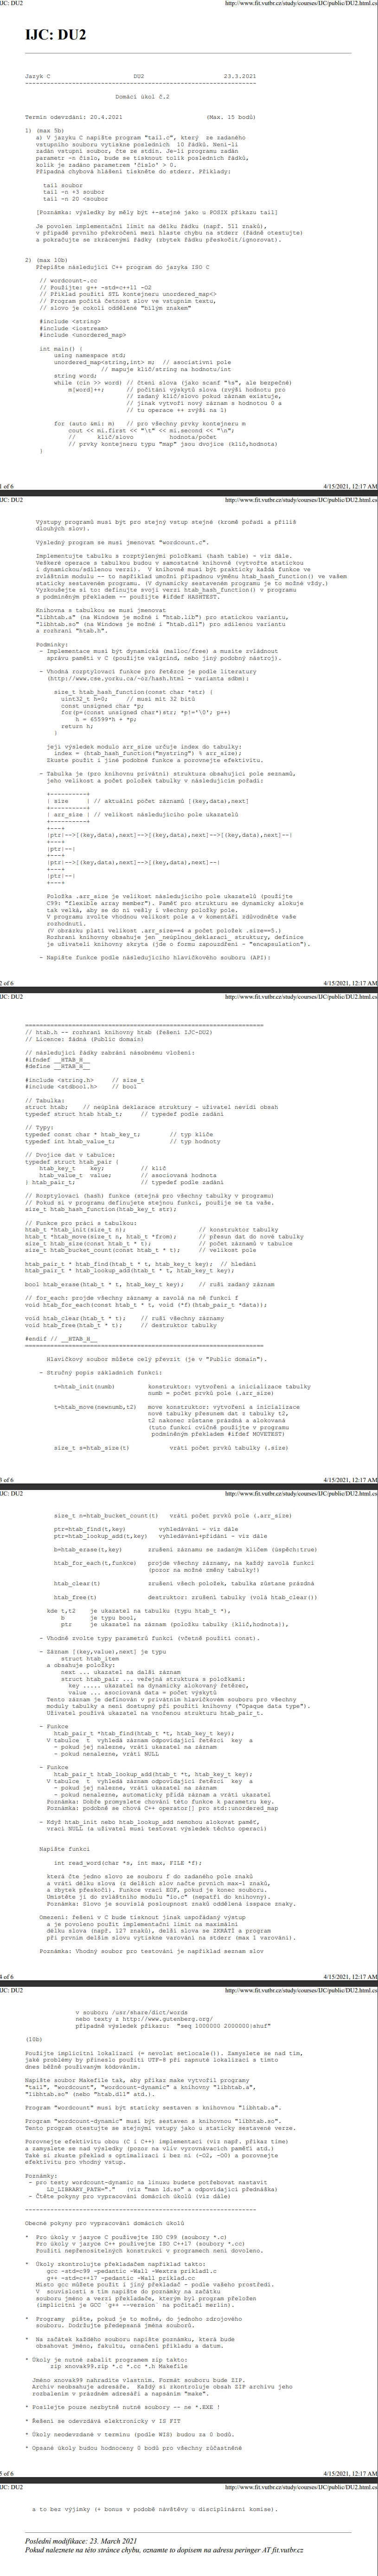 IJC: DU2
http://www.fit.vutbr.cz/study/courses/IJC/public/DU2.html.cs
IJC: DU2
Jazyk C DU2 23.3.2021
----------------------------------------------------------------
Domácí úkol č.2
Termín odevzdání: 20.4.2021 (Max. 15 bodů)
1) (max 5b)
a) V jazyku C napište program "tail.c", který ze zadaného
vstupního souboru vytiskne posledních 10 řádků. Není-li
zadán vstupní soubor, čte ze stdin. Je-li programu zadán
parametr -n číslo, bude se tisknout tolik posledních řádků,
kolik je zadáno parametrem 'číslo' > 0.
Případná chybová hlášení tiskněte do stderr. Příklady:
tail soubor
tail -n +3 soubor
tail -n 20 <soubor
[Poznámka: výsledky by měly být +-stejné jako u POSIX příkazu tail]
Je povolen implementační limit na délku řádku (např. 511 znaků),
v případě prvního překročení mezí hlaste chybu na stderr (řádně otestujte)
a pokračujte se zkrácenými řádky (zbytek řádku přeskočit/ignorovat).
2) (max 10b)
Přepište následující C++ program do jazyka ISO C
// wordcount-.cc
// Použijte: g++ -std=c++11 -O2
// Příklad použití STL kontejneru unordered_map<>
// Program počítá četnost slov ve vstupním textu,
// slovo je cokoli oddělené "bílým znakem"
#include <string>
#include <iostream>
#include <unordered_map>
int main() {
using namespace std;
unordered_map<string,int> m; // asociativní pole
// mapuje klíč/string na hodnotu/int
string word;
while (cin >> word) // čtení slova (jako scanf "%s", ale bezpečné)
m[word]++; // počítání výskytů slova (zvýší hodnotu pro
// zadaný klíč/slovo pokud záznam existuje,
// jinak vytvoří nový záznam s hodnotou 0 a
// tu operace ++ zvýší na 1)
for (auto &mi: m) // pro všechny prvky kontejneru m
cout << mi.first << "\t" << mi.second << "\n";
// klíč/slovo hodnota/počet
// prvky kontejneru typu "map" jsou dvojice (klíč,hodnota)
}
1 of 6
4/15/2021, 12:17 AM
IJC: DU2
http://www.fit.vutbr.cz/study/courses/IJC/public/DU2.html.cs
Výstupy programů musí být pro stejný vstup stejné (kromě pořadí a příliš
dlouhých slov).
Výsledný program se musí jmenovat "wordcount.c".
Implementujte tabulku s rozptýlenými položkami (hash table) - viz dále.
Veškeré operace s tabulkou budou v samostatné knihovně (vytvořte statickou
i dynamickou/sdílenou verzi). V knihovně musí být prakticky každá funkce ve
zvláštním modulu -- to například umožní případnou výměnu hash_function() ve vašem
staticky sestaveném programu. (V dynamicky sestaveném programu je to možné vždy.)
Vyzkoušejte si to: definujte svoji verzi htab_hash_function() v programu
s podmíněným překladem -- použijte #ifdef HASHTEST.
Knihovna s tabulkou se musí jmenovat
"libhtab.a" (na Windows je možné i "htab.lib") pro statickou variantu,
"libhtab.so" (na Windows je možné i "htab.dll") pro sdílenou variantu
a rozhraní "htab.h".
Podmínky:
- Implementace musí být dynamická (malloc/free) a musíte zvládnout
správu paměti v C (použijte valgrind, nebo jiný podobný nástroj).
- Vhodná rozptylovací funkce pro řetězce je podle literatury
(http://www.cse.yorku.ca/~oz/hash.html - varianta sdbm):
size_t htab_hash_function(const char *str) {
uint32_t h=0; // musí mít 32 bitů
const unsigned char *p;
for(p=(const unsigned char*)str; *p!='\0'; p++)
h = 65599*h + *p;
return h;
}
její výsledek modulo arr_size určuje index do tabulky:
index = (htab_hash_function("mystring") % arr_size);
Zkuste použít i jiné podobné funkce a porovnejte efektivitu.
- Tabulka je (pro knihovnu privátní) struktura obsahující pole seznamů,
jeho velikost a počet položek tabulky v následujícím pořadí:
+----------+
| size | // aktuální počet záznamů [(key,data),next]
+----------+
| arr_size | // velikost následujícího pole ukazatelů
+----------+
+---+
|ptr|-->[(key,data),next]-->[(key,data),next]-->[(key,data),next]--|
+---+
|ptr|--|
+---+
|ptr|-->[(key,data),next]-->[(key,data),next]--|
+---+
|ptr|--|
+---+
Položka .arr_size je velikost následujícího pole ukazatelů (použijte
C99: "flexible array member"). Paměť pro strukturu se dynamicky alokuje
tak velká, aby se do ní vešly i všechny položky pole.
V programu zvolte vhodnou velikost pole a v komentáři zdůvodněte vaše
rozhodnutí.
(V obrázku platí velikost .arr_size==4 a počet položek .size==5.)
Rozhraní knihovny obsahuje jen _neúplnou_deklaraci_ struktury, definice
je uživateli knihovny skryta (jde o formu zapouzdření - "encapsulation").
- Napište funkce podle následujícího hlavičkového souboru (API):
2 of 6
4/15/2021, 12:17 AM
IJC: DU2
http://www.fit.vutbr.cz/study/courses/IJC/public/DU2.html.cs
==================================================================
// htab.h -- rozhraní knihovny htab (řešení IJC-DU2)
// Licence: žádná (Public domain)
// následující řádky zabrání násobnému vložení:
#ifndef __HTAB_H__
#define __HTAB_H__
#include <string.h> // size_t
#include <stdbool.h> // bool
// Tabulka:
struct htab; // neúplná deklarace struktury - uživatel nevidí obsah
typedef struct htab htab_t; // typedef podle zadání
// Typy:
typedef const char * htab_key_t; // typ klíče
typedef int htab_value_t; // typ hodnoty
// Dvojice dat v tabulce:
typedef struct htab_pair {
htab_key_t key; // klíč
htab_value_t value; // asociovaná hodnota
} htab_pair_t; // typedef podle zadání
// Rozptylovací (hash) funkce (stejná pro všechny tabulky v programu)
// Pokud si v programu definujete stejnou funkci, použije se ta vaše.
size_t htab_hash_function(htab_key_t str);
// Funkce pro práci s tabulkou:
htab_t *htab_init(size_t n); // konstruktor tabulky
htab_t *htab_move(size_t n, htab_t *from); // přesun dat do nové tabulky
size_t htab_size(const htab_t * t); // počet záznamů v tabulce
size_t htab_bucket_count(const htab_t * t); // velikost pole
htab_pair_t * htab_find(htab_t * t, htab_key_t key); // hledání
htab_pair_t * htab_lookup_add(htab_t * t, htab_key_t key);
bool htab_erase(htab_t * t, htab_key_t key); // ruší zadaný záznam
// for_each: projde všechny záznamy a zavolá na ně funkci f
void htab_for_each(const htab_t * t, void (*f)(htab_pair_t *data));
void htab_clear(htab_t * t); // ruší všechny záznamy
void htab_free(htab_t * t); // destruktor tabulky
#endif // __HTAB_H__
==================================================================
Hlavičkový soubor můžete celý převzít (je v "Public domain").
- Stručný popis základních funkcí:
t=htab_init(numb) konstruktor: vytvoření a inicializace tabulky
numb = počet prvků pole (.arr_size)
t=htab_move(newnumb,t2) move konstruktor: vytvoření a inicializace
nové tabulky přesunem dat z tabulky t2,
t2 nakonec zůstane prázdná a alokovaná
(tuto funkci cvičně použijte v programu
podmíněným překladem #ifdef MOVETEST)
size_t s=htab_size(t) vrátí počet prvků tabulky (.size)
3 of 6
4/15/2021, 12:17 AM
IJC: DU2
http://www.fit.vutbr.cz/study/courses/IJC/public/DU2.html.cs
size_t n=htab_bucket_count(t) vrátí počet prvků pole (.arr_size)
ptr=htab_find(t,key) vyhledávání - viz dále
ptr=htab_lookup_add(t,key) vyhledávání+přidání - viz dále
b=htab_erase(t,key) zrušení záznamu se zadaným klíčem (úspěch:true)
htab_for_each(t,funkce) projde všechny záznamy, na každý zavolá funkci
(pozor na možné změny tabulky!)
htab_clear(t) zrušení všech položek, tabulka zůstane prázdná
htab_free(t) destruktor: zrušení tabulky (volá htab_clear())
kde t,t2 je ukazatel na tabulku (typu htab_t *),
b je typu bool,
ptr je ukazatel na záznam (položku tabulky {klíč,hodnota}),
- Vhodně zvolte typy parametrů funkcí (včetně použití const).
- Záznam [(key,value),next] je typu
struct htab_item
a obsahuje položky:
next ... ukazatel na další záznam
struct htab_pair ... veřejná struktura s položkami:
key ..... ukazatel na dynamicky alokovaný řetězec,
value ... asociovaná data = počet výskytů
Tento záznam je definován v privátním hlavičkovém souboru pro všechny
moduly tabulky a není dostupný při použití knihovny ("Opaque data type").
Uživatel používá ukazatel na vnořenou strukturu htab_pair_t.
- Funkce
htab_pair_t *htab_find(htab_t *t, htab_key_t key);
V tabulce t vyhledá záznam odpovídající řetězci key a
- pokud jej nalezne, vrátí ukazatel na záznam
- pokud nenalezne, vrátí NULL
- Funkce
htab_pair_t htab_lookup_add(htab_t *t, htab_key_t key);
V tabulce t vyhledá záznam odpovídající řetězci key a
- pokud jej nalezne, vrátí ukazatel na záznam
- pokud nenalezne, automaticky přidá záznam a vrátí ukazatel
Poznámka: Dobře promyslete chování této funkce k parametru key.
Poznámka: podobně se chová C++ operator[] pro std::unordered_map
- Když htab_init nebo htab_lookup_add nemohou alokovat paměť,
vrací NULL (a uživatel musí testovat výsledek těchto operací)
Napište funkci
int read_word(char *s, int max, FILE *f);
která čte jedno slovo ze souboru f do zadaného pole znaků
a vrátí délku slova (z delších slov načte prvních max-1 znaků,
a zbytek přeskočí). Funkce vrací EOF, pokud je konec souboru.
Umístěte ji do zvláštního modulu "io.c" (nepatří do knihovny).
Poznámka: Slovo je souvislá posloupnost znaků oddělená isspace znaky.
Omezení: řešení v C bude tisknout jinak uspořádaný výstup
a je povoleno použít implementační limit na maximální
délku slova (např. 127 znaků), delší slova se ZKRÁTÍ a program
při prvním delším slovu vytiskne varování na stderr (max 1 varování).
Poznámka: Vhodný soubor pro testování je například seznam slov
4 of 6
4/15/2021, 12:17 AM
IJC: DU2
http://www.fit.vutbr.cz/study/courses/IJC/public/DU2.html.cs
v souboru /usr/share/dict/words
nebo texty z http://www.gutenberg.org/
případně výsledek příkazu: "seq 1000000 2000000|shuf"
(10b)
Použijte implicitní lokalizaci (= nevolat setlocale()). Zamyslete se nad tím,
jaké problémy by přineslo použití UTF-8 při zapnuté lokalizaci s tímto
dnes běžně používaným kódováním.
Napište soubor Makefile tak, aby příkaz make vytvořil programy
"tail", "wordcount", "wordcount-dynamic" a knihovny "libhtab.a",
"libhtab.so" (nebo "htab.dll" atd.).
Program "wordcount" musí být staticky sestaven s knihovnou "libhtab.a".
Program "wordcount-dynamic" musí být sestaven s knihovnou "libhtab.so".
Tento program otestujte se stejnými vstupy jako u staticky sestavené verze.
Porovnejte efektivitu obou (C i C++) implementací (viz např. příkaz time)
a zamyslete se nad výsledky (pozor na vliv vyrovnávacích pamětí atd.)
Také si zkuste překlad s optimalizací i bez ní (-O2, -O0) a porovnejte
efektivitu pro vhodný vstup.
Poznámky:
- pro testy wordcount-dynamic na linuxu budete potřebovat nastavit
LD_LIBRARY_PATH="." (viz "man ld.so" a odpovídající přednáška)
- Čtěte pokyny pro vypracování domácích úkolů (viz dále)
----------------------------------------------------------------
Obecné pokyny pro vypracování domácích úkolů
* Pro úkoly v jazyce C používejte ISO C99 (soubory *.c)
Pro úkoly v jazyce C++ používejte ISO C++17 (soubory *.cc)
Použití nepřenositelných konstrukcí v programech není dovoleno.
* Úkoly zkontrolujte překladačem například takto:
gcc -std=c99 -pedantic -Wall -Wextra priklad1.c
g++ -std=c++17 -pedantic -Wall priklad.cc
Místo gcc můžete použít i jiný překladač - podle vašeho prostředí.
V souvislosti s tím napište do poznámky na začátku
souboru jméno a verzi překladače, kterým byl program přeložen
(implicitní je GCC `g++ --version` na počítači merlin).
* Programy pište, pokud je to možné, do jednoho zdrojového
souboru. Dodržujte předepsaná jména souborů.
* Na začátek každého souboru napište poznámku, která bude
obsahovat jméno, fakultu, označení příkladu a datum.
* Úkoly je nutné zabalit programem zip takto:
zip xnovak99.zip *.c *.cc *.h Makefile
Jméno xnovak99 nahradíte vlastním. Formát souboru bude ZIP.
Archiv neobsahuje adresáře. Každý si zkontroluje obsah ZIP archivu jeho
rozbalením v prázdném adresáři a napsáním "make".
* Posílejte pouze nezbytně nutné soubory -- ne *.EXE !
* Řešení se odevzdává elektronicky v IS FIT
* Úkoly neodevzdané v termínu (podle WIS) budou za 0 bodů.
* Opsané úkoly budou hodnoceny 0 bodů pro všechny zúčastněné
5 of 6
4/15/2021, 12:17 AM
IJC: DU2
http://www.fit.vutbr.cz/study/courses/IJC/public/DU2.html.cs
a to bez výjimky (+ bonus v podobě návštěvy u disciplinární komise).
Poslední modifikace: 23. March 2021
Pokud naleznete na této stránce chybu, oznamte to dopisem na adresu peringer AT fit.vutbr.cz